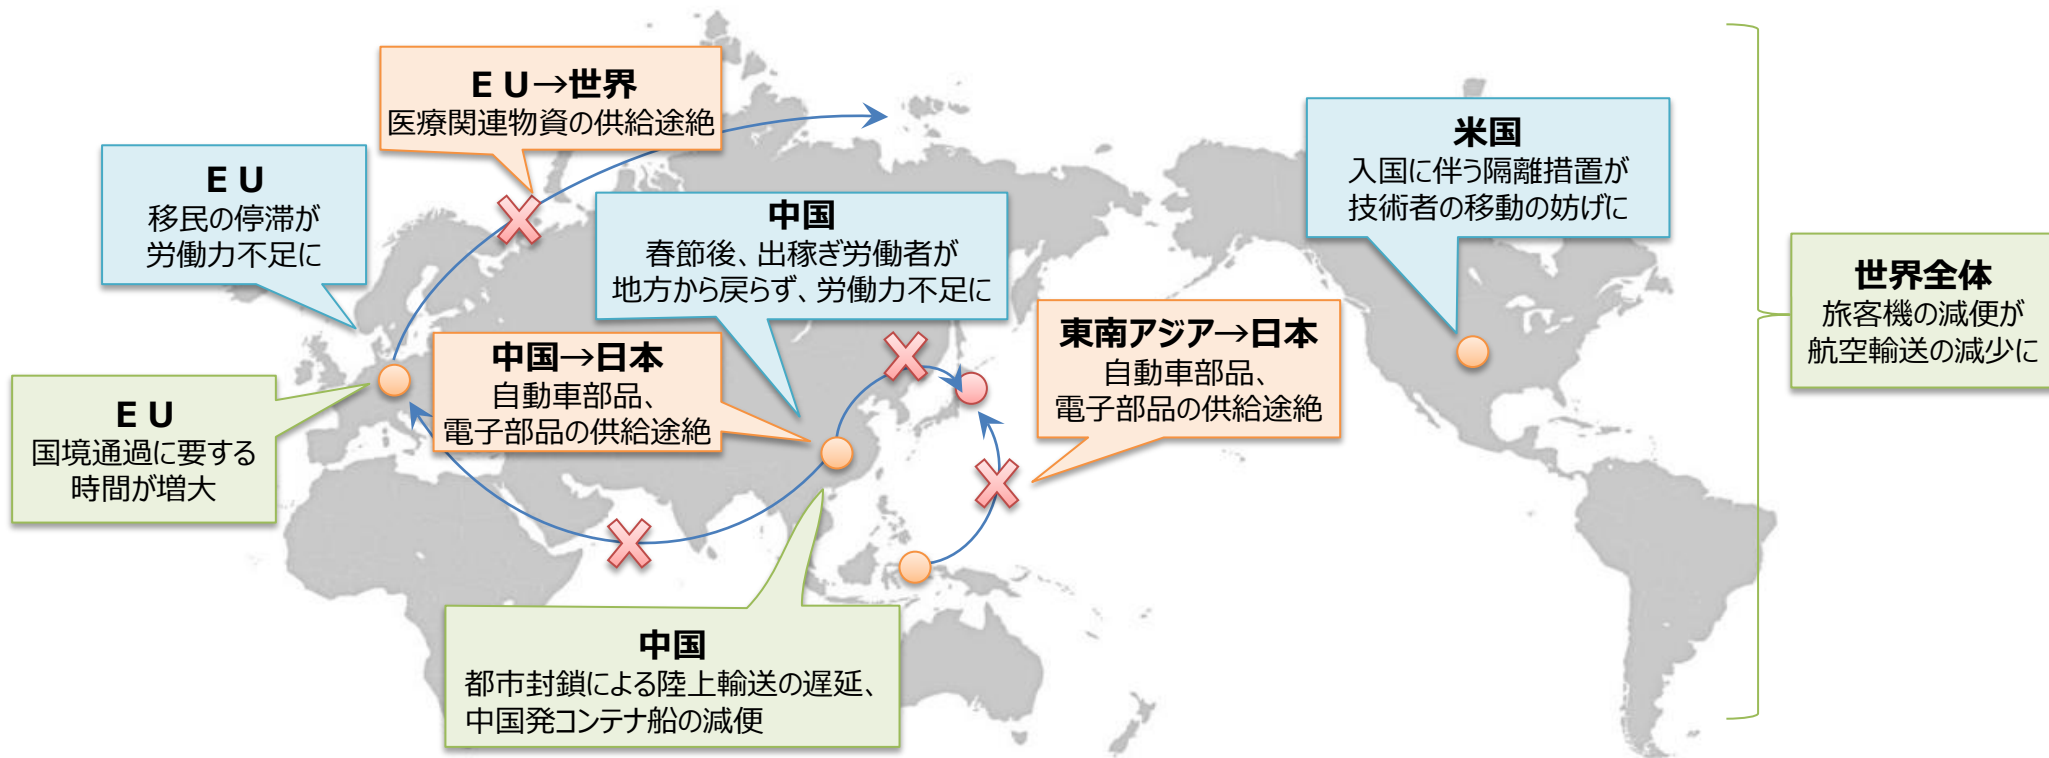 ＥＵ→世界
医療関連物資の供給途絶
ＥＵ
移民の停滞が
労働力不足に
中国
春節後、出稼ぎ労働者が
地方から戻らず、労働力不足に
米国
入国に伴う隔離措置が
技術者の移動の妨げに
世界全体
旅客機の減便が
航空輸送の減少に
中国→日本
自動車部品、
電子部品の供給途絶
東南アジア→日本
自動車部品、
電子部品の供給途絶
ＥＵ
国境通過に要する
時間が増大
中国
都市封鎖による陸上輸送の遅延、
中国発コンテナ船の減便